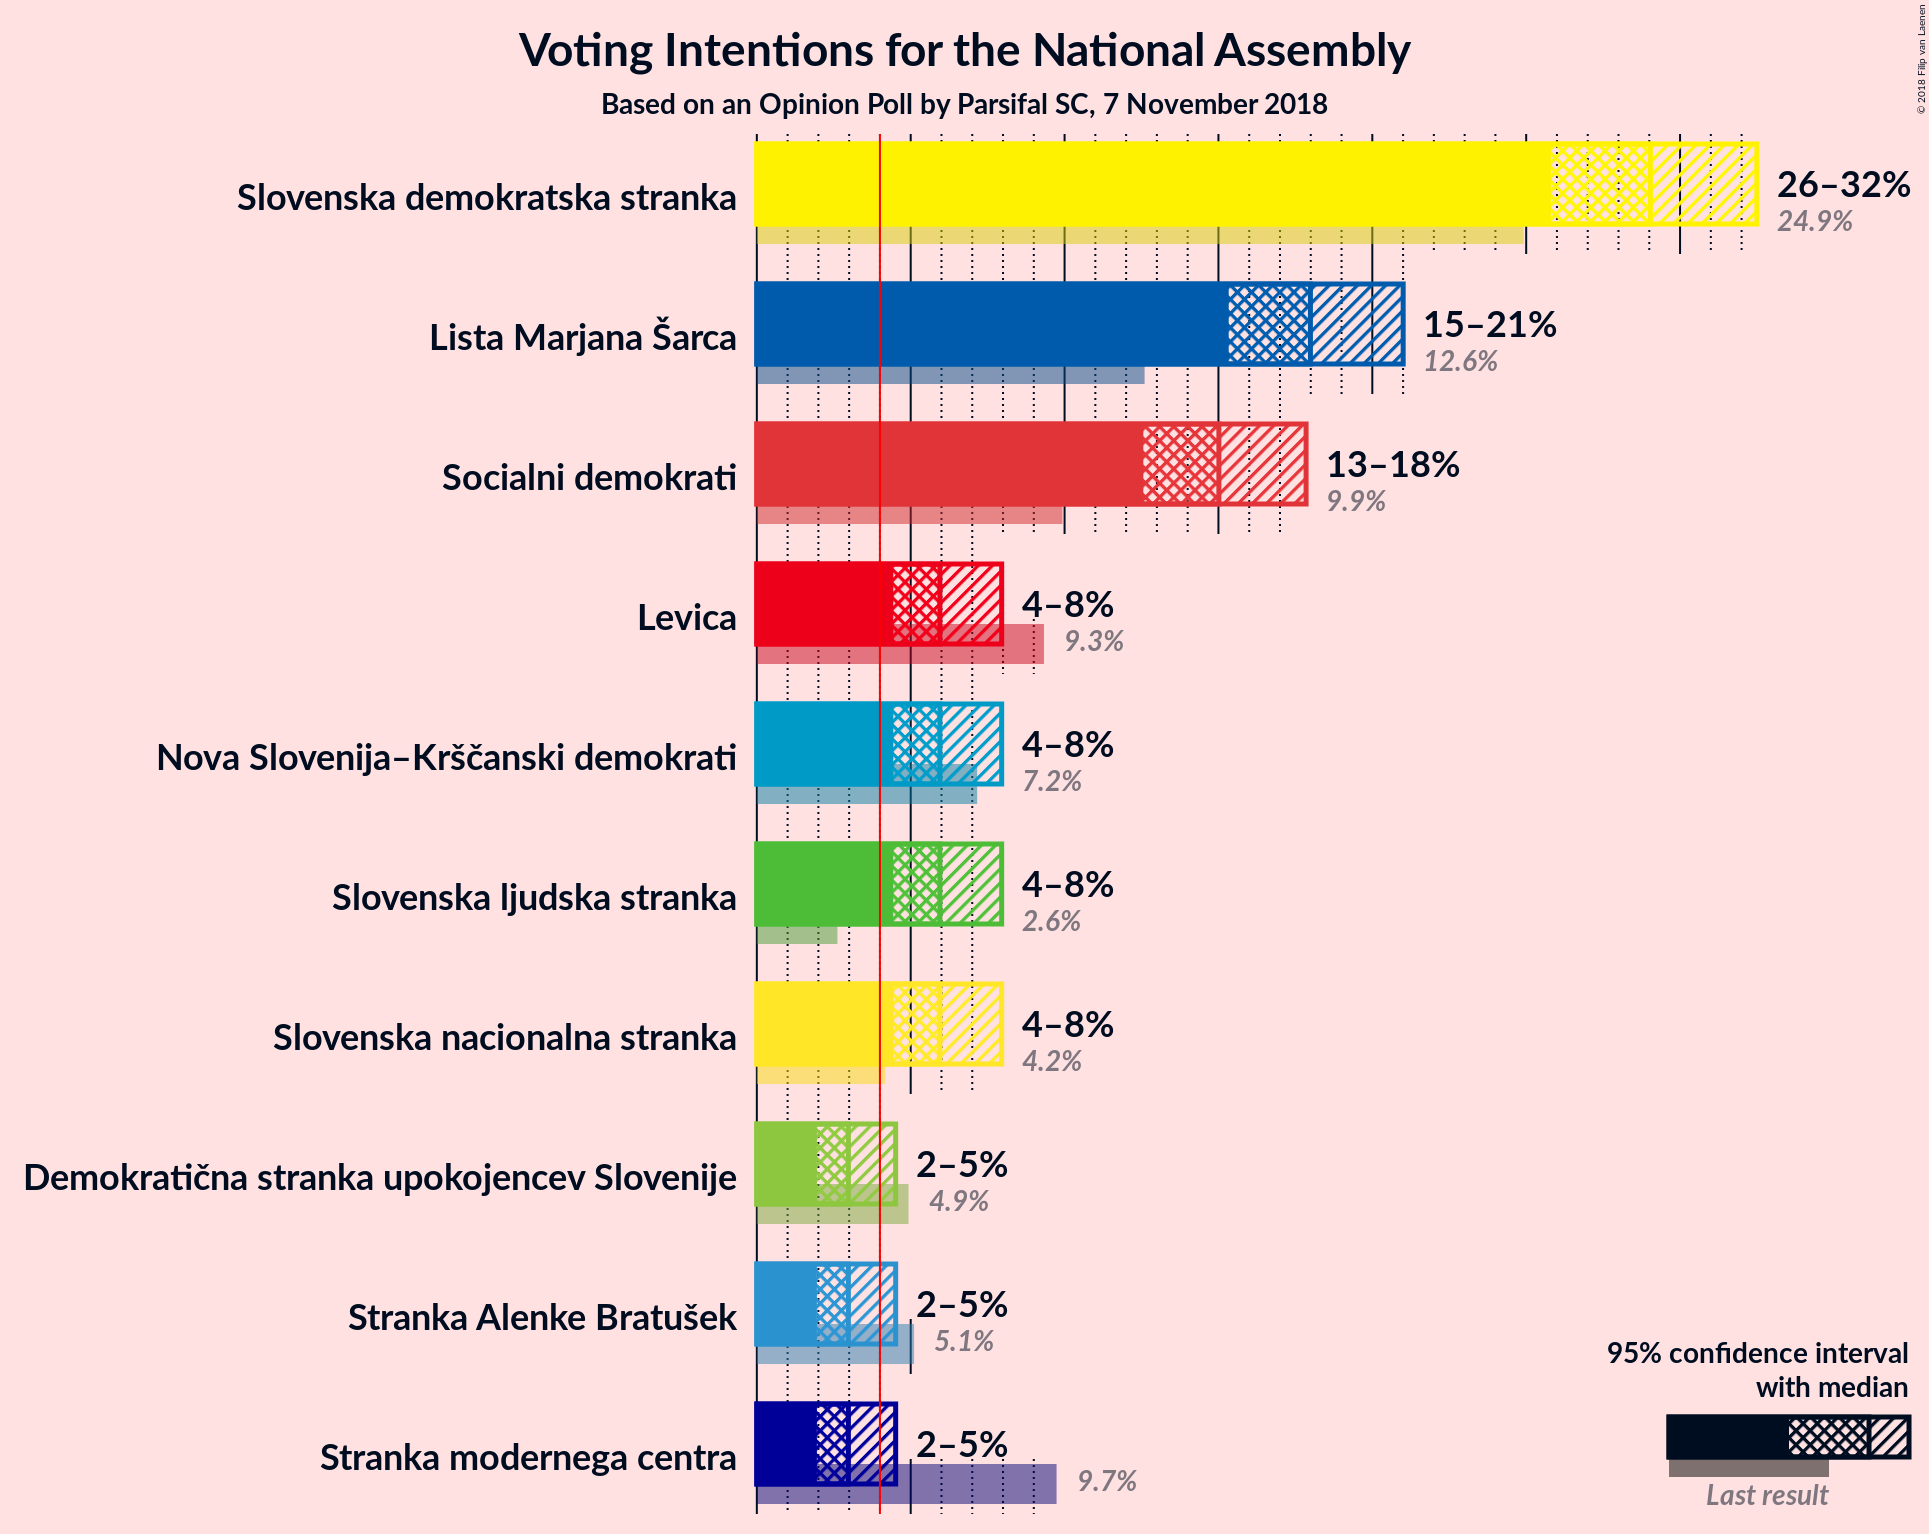 Voting Intentions for the National Assembly
Based on an Opinion Poll by Parsifal SC, 7 November 2018
© 2018 Filip van Laenen
Slovenska demokratska stranka
26–32%
24.9%
Lista Marjana Šarca
15–21%
12.6%
Socialni demokrati
13–18%
9.9%
Levica
4–8%
9.3%
Nova Slovenija–Krščanski demokrati
4–8%
7.2%
Slovenska ljudska stranka
4–8%
2.6%
Slovenska nacionalna stranka
4–8%
4.2%
Demokratična stranka upokojencev Slovenije
2–5%
4.9%
Stranka Alenke Bratušek
2–5%
5.1%
Stranka modernega centra
2–5%
9.7%
95% confidence interval
with median
Last result